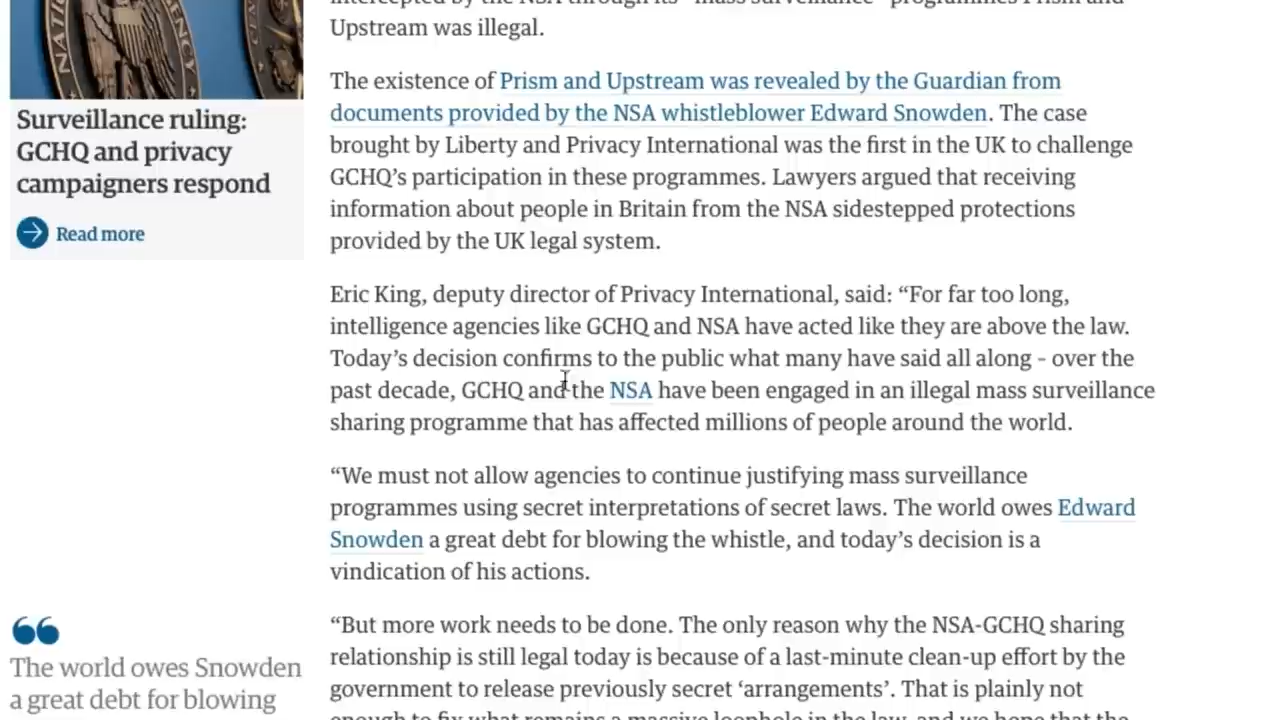 NATI
ENCY
Surveillance ruling:
GCHQ and privacy
campaigners respond
Read more
The world owes Snowden
a great debt for blowing
intercepted by the NSA through its “mass surveillance” programmes Prism and
Upstream was illegal.
The existence of Prism and Upstream was revealed by the Guardian from
documents provided by the NSA whistleblower Edward Snowden. The case
brought by Liberty and Privacy International was the first in the UK to challenge
GCHQ’s participation in these programmes. Lawyers argued that receiving
information about people in Britain from the NSA sidestepped protections
provided by the UK legal system.
Eric King, deputy director of Privacy International, said: “For far too long,
intelligence agencies like GCHQ and NSA have acted like they are above the law.
Today’s decision confirms to the public what many have said all along - over the
past decade, GCHQ and the NSA have been engaged in an illegal mass surveillance
sharing programme that has affected millions of people around the world.
“We must not allow agencies to continue justifying mass surveillance
programmes using secret interpretations of secret laws. The world owes Edward
Snowden a great debt for blowing the whistle, and today’s decision is a
vindication of his actions.
“But more work needs to be done. The only reason why the NSA-GCHQ sharing
relationship is still legal today is because of a last-minute clean-up effort by the
government to release previously secret ‘arrangements’. That is plainly not
enough to fix what remains a massive loophole in the law, and we hope that the